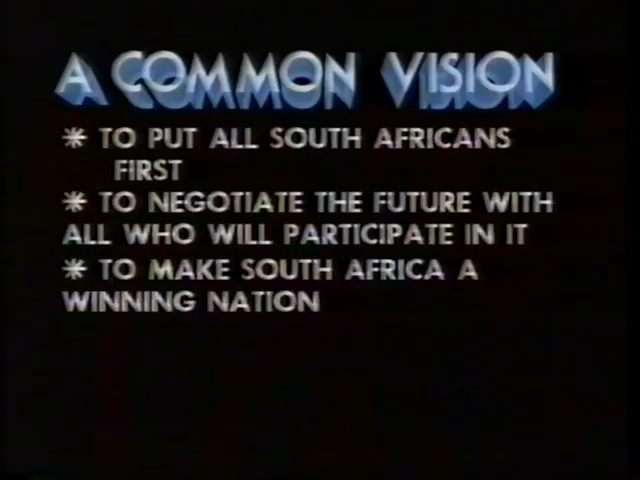 A COMMON VISION
* TO PUT ALL SOUTH AFRICANS
FIRST
* TO NEGOTIATE THE FUTURE WITH
ALL WHO WILL PARTICIPATE IN IT
* TO MAKE SOUTH AFRICA A
WINNING NATION